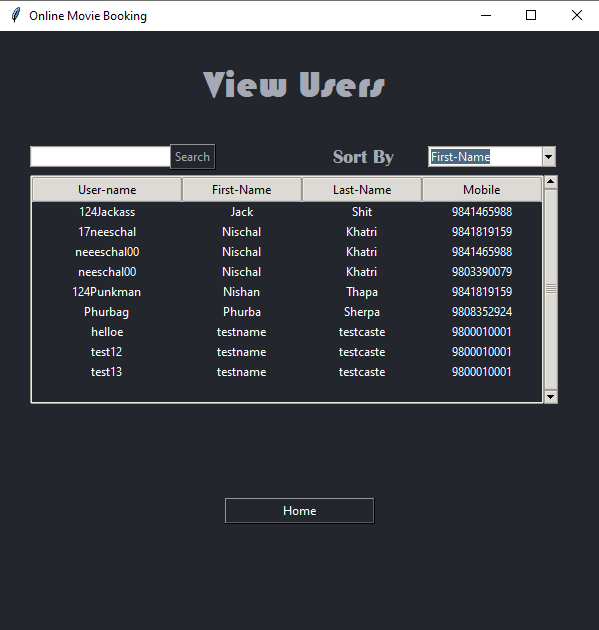 Online Movie Booking
View Users
Search Sort By First-Name
User-name First-Name Last-Name Mobile
124Jackass Jack Shit 9841465988
17neeschal Nischal Khatri 9841819159
neeeschal00 Nischal Khatri 9841465988
neeschal00 Nischal Khatri 9803390079
124Punkman Nishan Thapa 9841819159
Phurbag Phurba Sherpa 9808352924
helloe testname testcaste 9800010001
test12 testname testcaste 9800010001
test13 testname testcaste 9800010001
Home